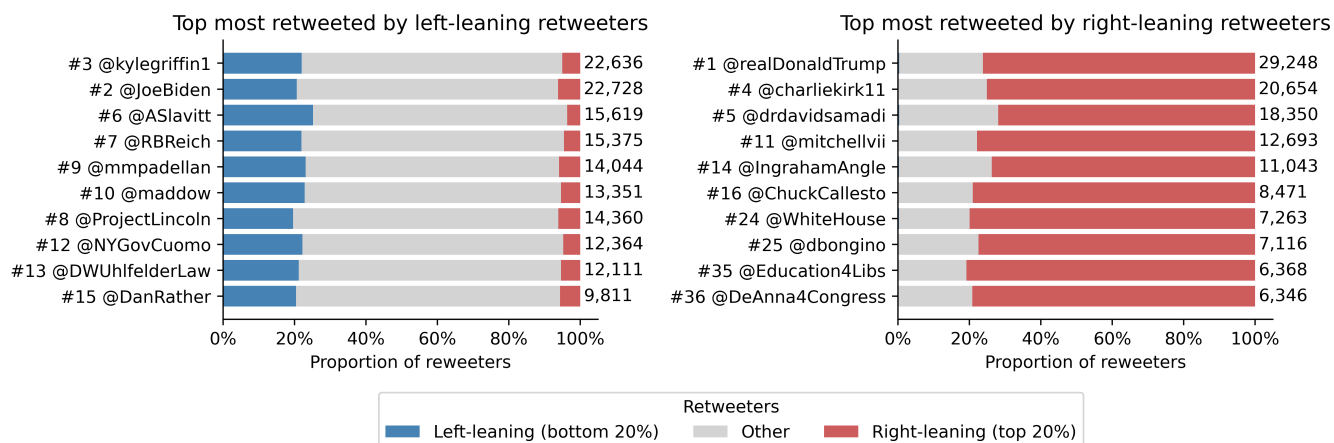 Top most retweeted by left-leaning retweeters
#3 @kylegriffin1 22,636
#2 @JoeBiden 22,728
#6 @ASlavitt 15,619
#7 @RBReich 15,375
#9 @mmpadellan 14,044
#10 @maddow 13,351
#8 @ProjectLincoln 14,360
#12 @NYGovCuomo 12,364
#13 @DWUhlfelderLaw 12,111
#15 @DanRather 9,811
0% 20% 40% 60% 80% 100%
Proportion of reweeters
Top most retweeted by right-leaning retweeters
#1 @realDonaldTrump 29,248
#4 @charliekirk11 20,654
#5 @drdavidsamadi 18,350
#11 @mitchellvii 12,693
#14 @IngrahamAngle 11,043
#16 @ChuckCallesto 8,471
#24 @WhiteHouse 7,263
#25 @dbongino 7,116
#35 @Education4Libs 6,368
#36 @DeAnna4Congress 6,346
0% 20% 40% 60% 80% 100%
Proportion of reweeters
Retweeters
Left-leaning (bottom 20%) Other Right-leaning (top 20%)